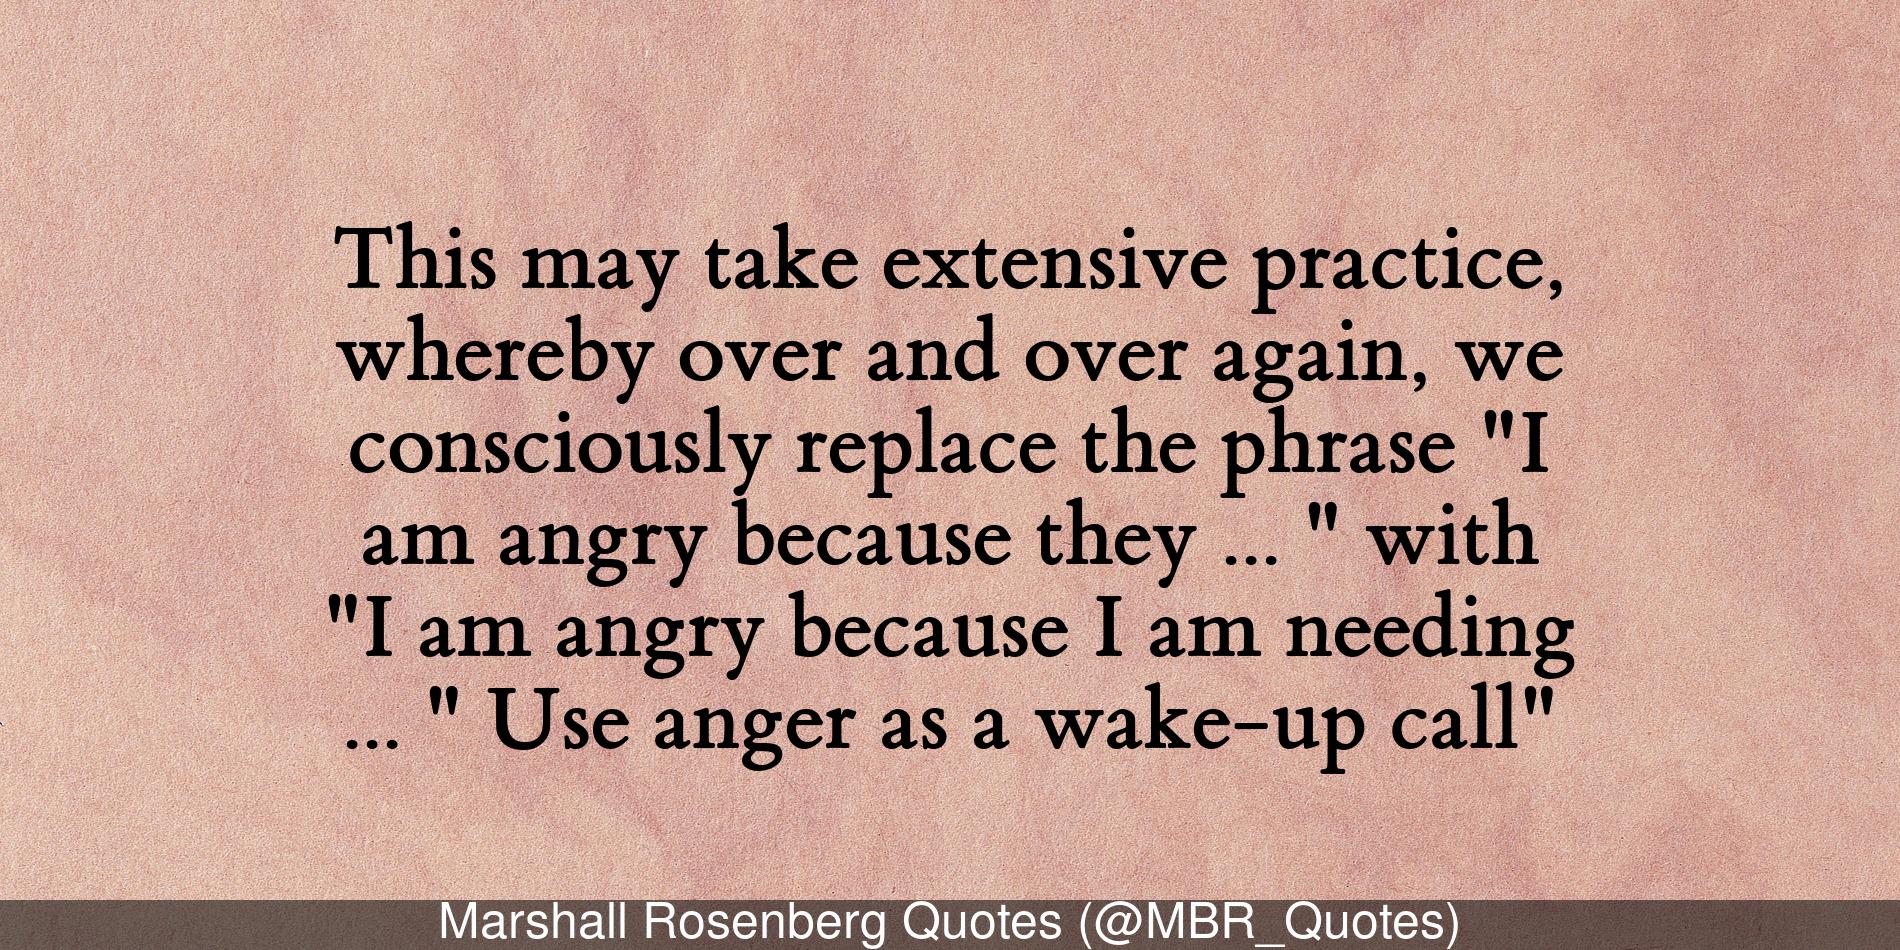 This may take extensive practice,
whereby over and over again, we
consciously replace the phrase "I
am angry because they ... " with
"I am angry because I am needing
... " Use anger as a wake-up call"
Marshall Rosenberg Quotes (@MBR_Quotes)